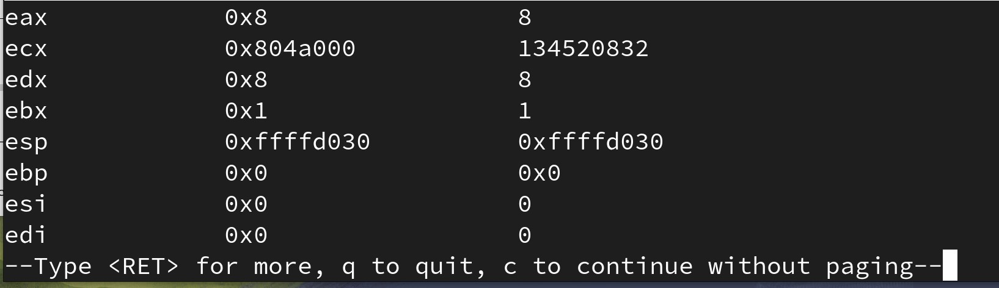 eax 0x8 8
ecx 0x804a000 134520832
edx 0x8 8
ebx 0x1 1
esp 0xffffd030 0xffffd030
ebp 0x0 0x0
esi 0x0 0
edi 0x0 0
--Type <RET> for more, q to quit, c to continue without paging--